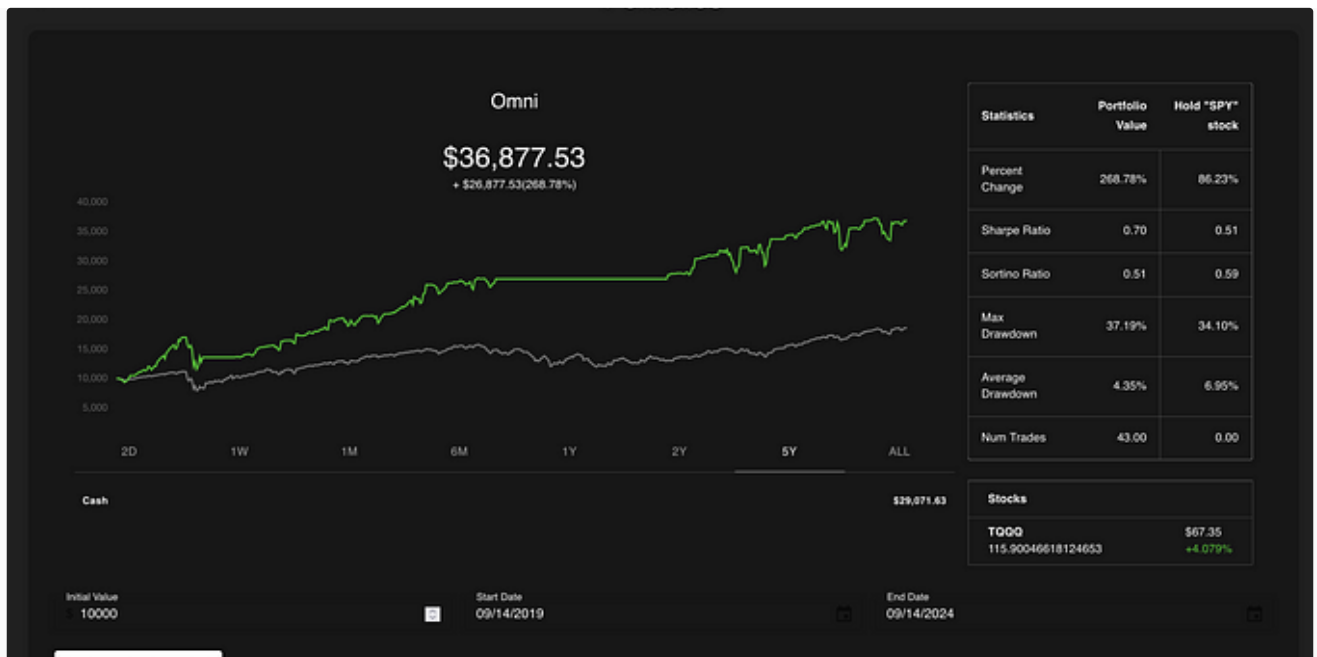 Omni
$36,877.53
+ $26,877.53(268.78%)
40,000
35,000
30,000
25,000
20,000
15,000
10,000
5,000
2D 1W 1M 6M 1Y 2Y 5Y ALL
Cash $29,071.63
Statistics Portfolio Value Hold "SPY" stock
Percent Change 268.78% 86.23%
Sharpe Ratio 0.70 0.51
Sortino Ratio 0.51 0.59
Max Drawdown 37.19% 34.10%
Average Drawdown 4.35% 6.95%
Num Trades 43.00 0.00
Stocks
TQQQ $67.35
115.90046618124653 +4.079%
Initial Value Start Date End Date
$ 10000 09/14/2019 09/14/2024